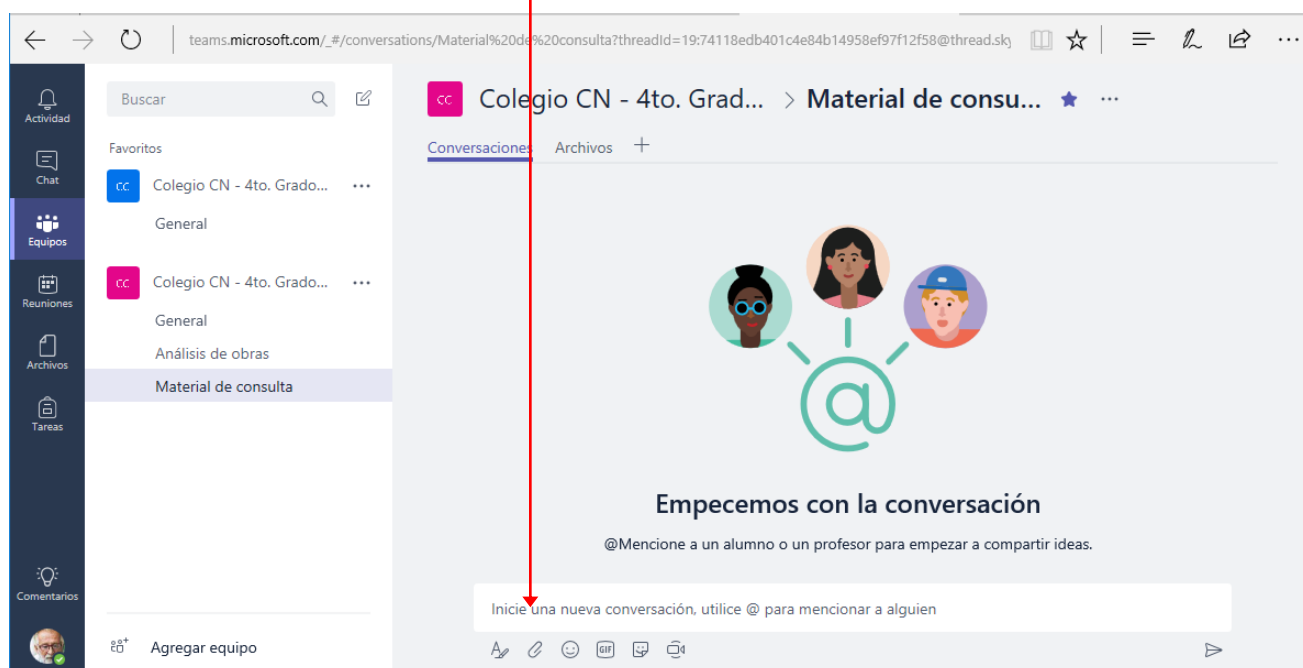 teams.microsoft.com/_#/conversations/Material%20de%20consulta?threadId=19:74118edb401c4e84b14958ef97f12f58@thread.sky
Actividad
Chat
Equipos
Reuniones
Archivos
Tareas
Comentarios
Buscar
Favoritos
CC Colegio CN - 4to. Grado... ...
General
CC Colegio CN - 4to. Grado... ...
General
Análisis de obras
Material de consulta
Agregar equipo
CC Colegio CN - 4to. Grad... > Material de consu... ...
Conversaciones Archivos +
Empecemos con la conversación
@Mencione a un alumno o un profesor para empezar a compartir ideas.
Inicie una nueva conversación, utilice @ para mencionar a alguien
GIF